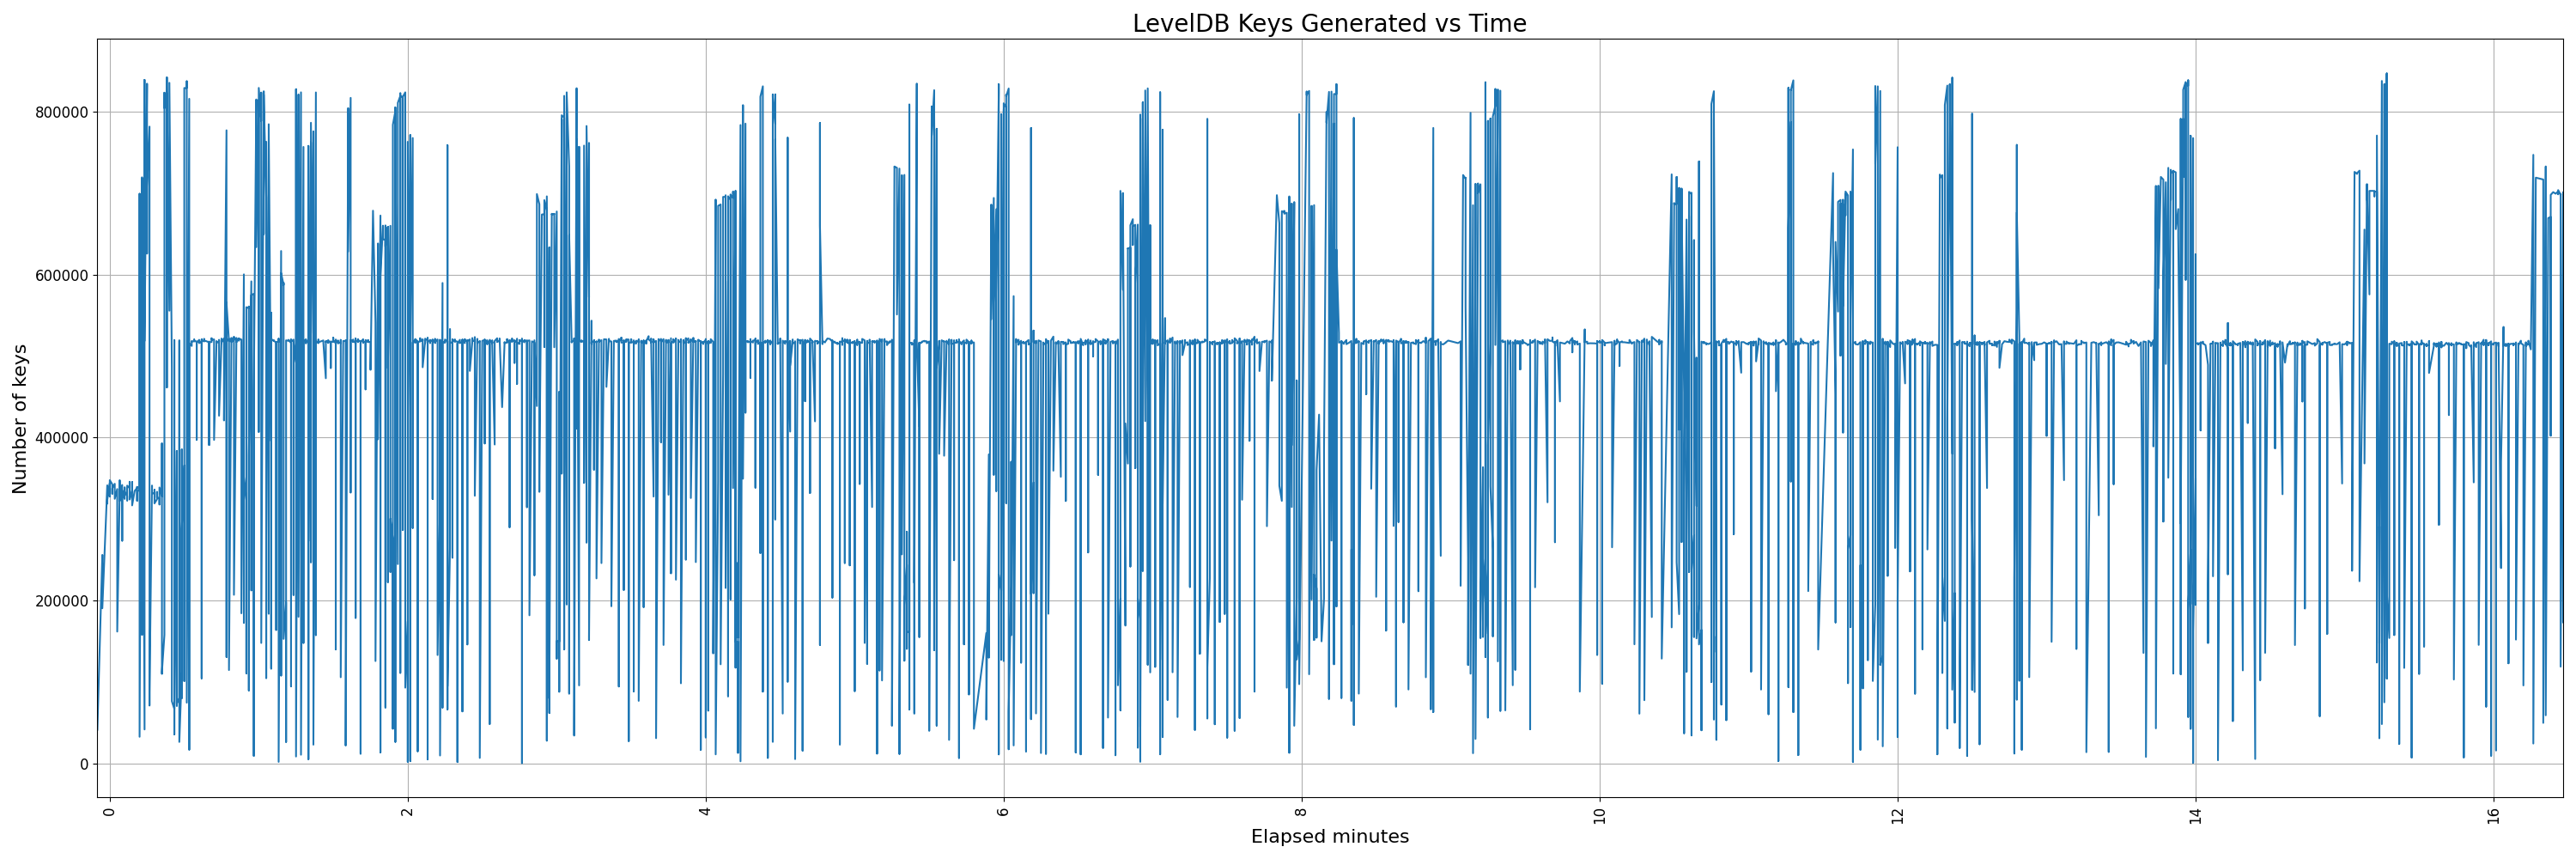 LevelDB Keys Generated vs Time
Number of keys
800000
600000
400000
200000
0
0 2 4 6 8 10 12 14 16
Elapsed minutes